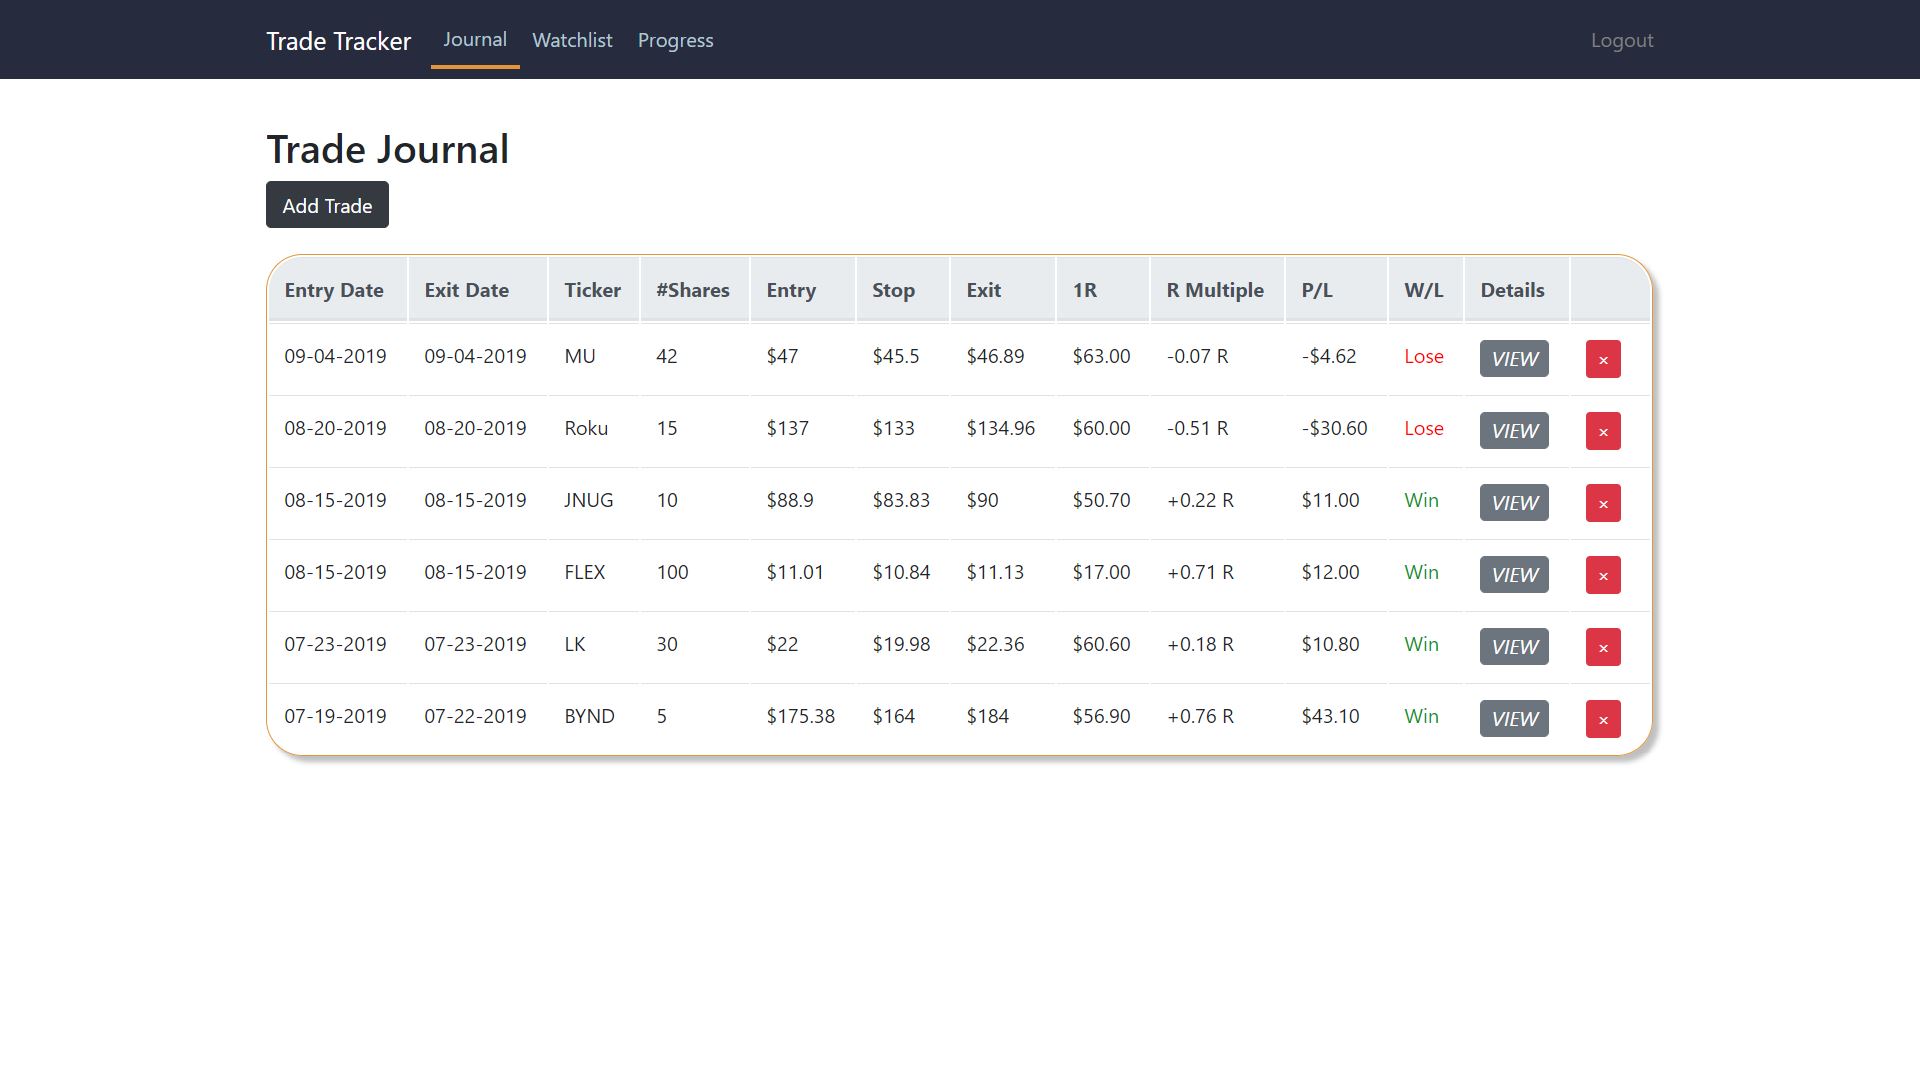 Trade Tracker Journal Watchlist Progress Logout
Trade Journal
Add Trade
Entry Date Exit Date Ticker #Shares Entry Stop Exit 1R R Multiple P/L W/L Details
09-04-2019 09-04-2019 MU 42 $47 $45.5 $46.89 $63.00 -0.07 R -$4.62 Lose VIEW ×
08-20-2019 08-20-2019 Roku 15 $137 $133 $134.96 $60.00 -0.51 R -$30.60 Lose VIEW ×
08-15-2019 08-15-2019 JNUG 10 $88.9 $83.83 $90 $50.70 +0.22 R $11.00 Win VIEW ×
08-15-2019 08-15-2019 FLEX 100 $11.01 $10.84 $11.13 $17.00 +0.71 R $12.00 Win VIEW ×
07-23-2019 07-23-2019 LK 30 $22 $19.98 $22.36 $60.60 +0.18 R $10.80 Win VIEW ×
07-19-2019 07-22-2019 BYND 5 $175.38 $164 $184 $56.90 +0.76 R $43.10 Win VIEW ×